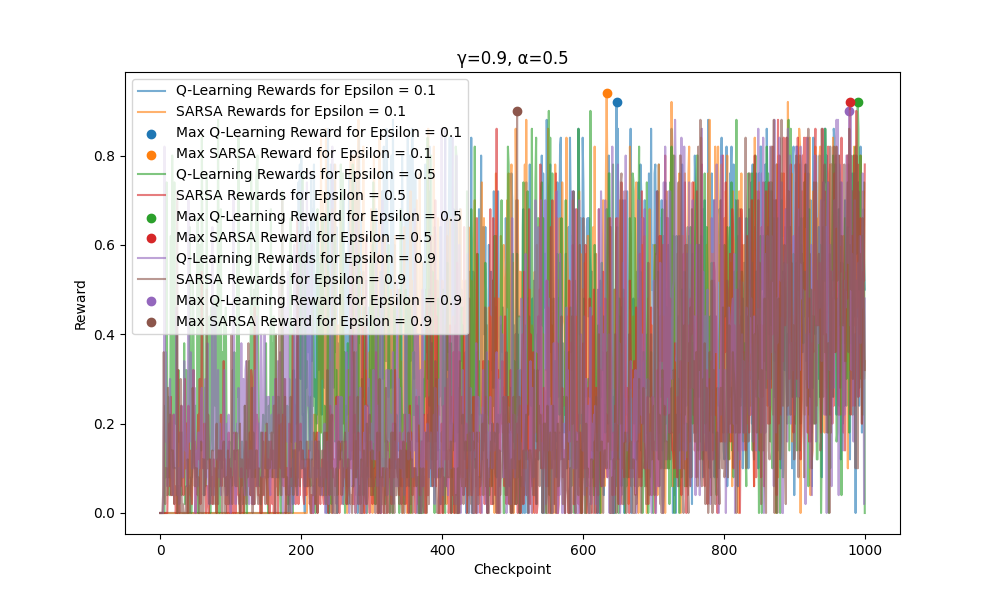 γ=0.9, α=0.5
Q-Learning Rewards for Epsilon = 0.1
SARSA Rewards for Epsilon = 0.1
Max Q-Learning Reward for Epsilon = 0.1
Max SARSA Reward for Epsilon = 0.1
Q-Learning Rewards for Epsilon = 0.5
SARSA Rewards for Epsilon = 0.5
Max Q-Learning Reward for Epsilon = 0.5
Max SARSA Reward for Epsilon = 0.5
Q-Learning Rewards for Epsilon = 0.9
SARSA Rewards for Epsilon = 0.9
Max Q-Learning Reward for Epsilon = 0.9
Max SARSA Reward for Epsilon = 0.9
Reward
0.8
0.6
0.4
0.2
0.0
0 200 400 600 800 1000
Checkpoint